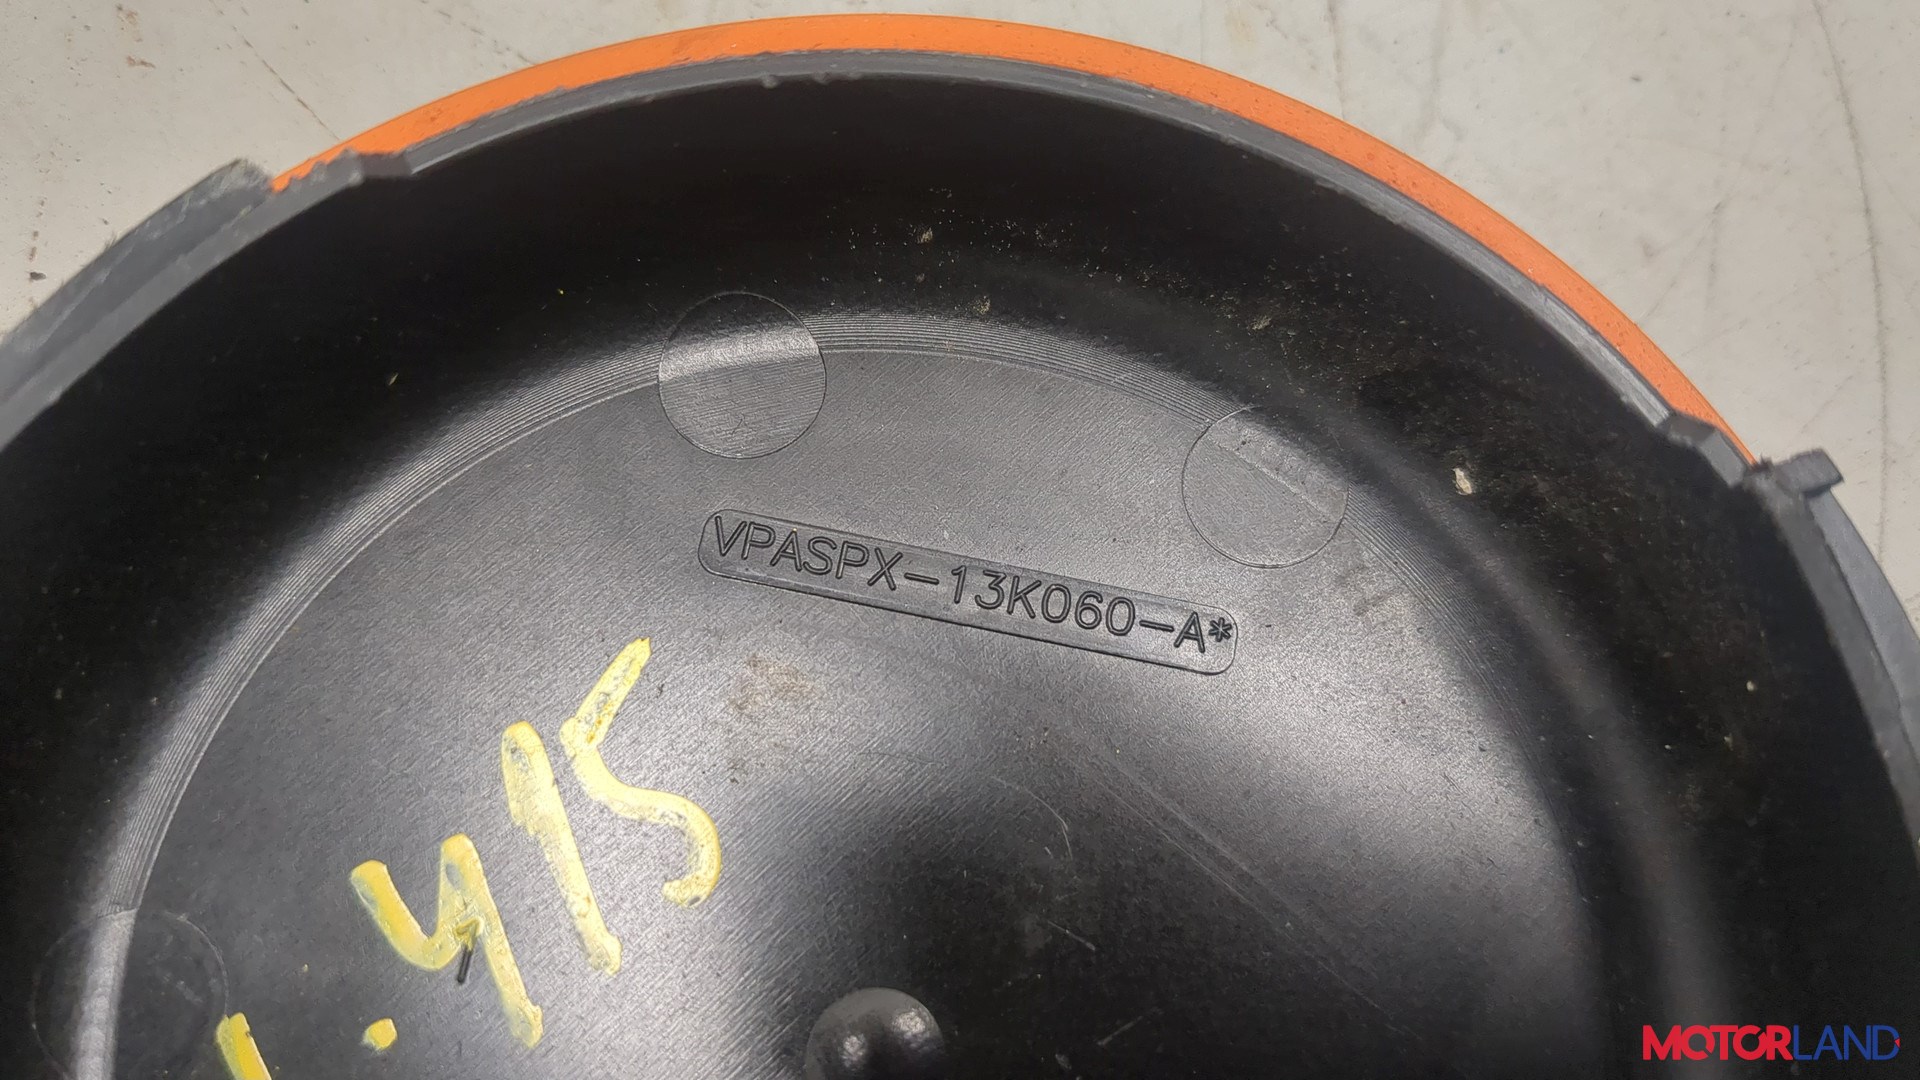 VPASPX-13K060-A*
.415
MOTORLAND